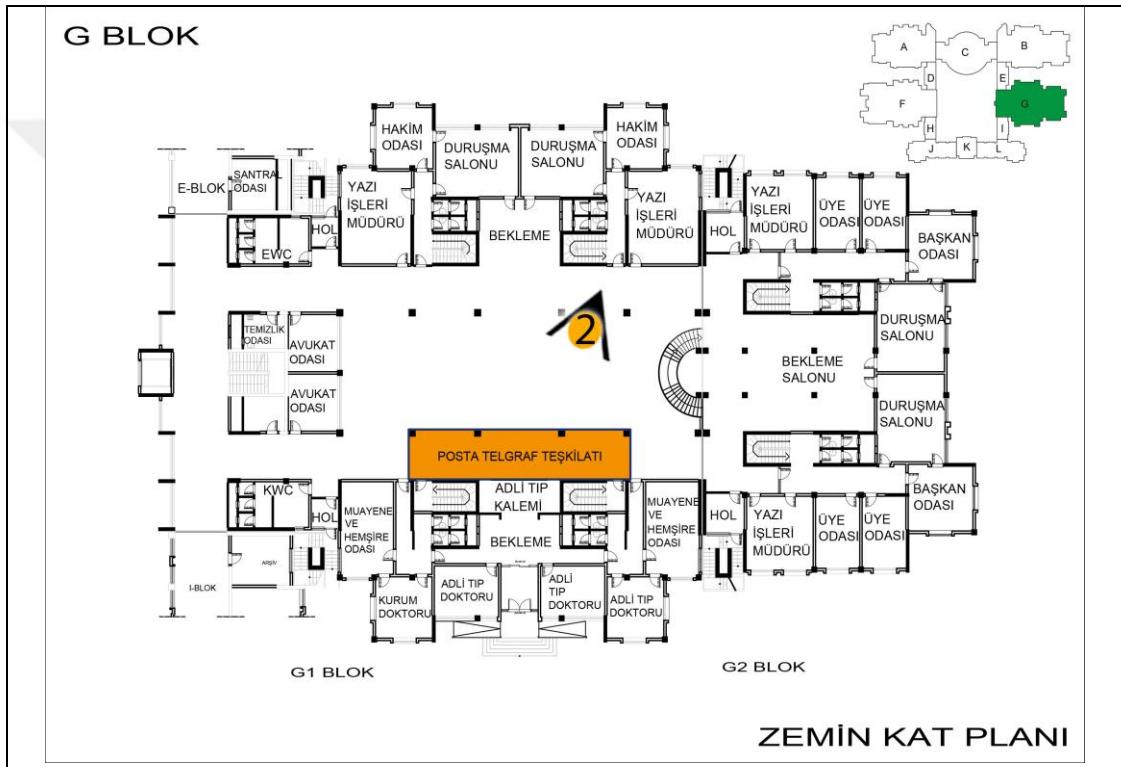 G BLOK
A
C
B
D
E
F
G
H
I
J
K
L
E-BLOK
SANTRAL
ODASI
HOL
EWC
YAZI
İŞLERİ
MÜDÜRÜ
HAKİM
ODASI
DURUŞMA
SALONU
DURUŞMA
SALONU
HAKİM
ODASI
YAZI
İŞLERİ
MÜDÜRÜ
BEKLEME
HOL
YAZI
İŞLERİ
MÜDÜRÜ
ÜYE
ODASI
ÜYE
ODASI
BAŞKAN
ODASI
TEMİZLİK
ODASI
AVUKAT
ODASI
AVUKAT
ODASI
2
BEKLEME
SALONU
DURUŞMA
SALONU
DURUŞMA
SALONU
POSTA TELGRAF TEŞKİLATI
KWC
HOL
MUAYENE
VE
HEMŞİRE
ODASI
ADLİ TIP
KALEMİ
BEKLEME
MUAYENE
VE
HEMŞİRE
ODASI
HOL
YAZI
İŞLERİ
MÜDÜRÜ
ÜYE
ODASI
ÜYE
ODASI
BAŞKAN
ODASI
ARŞİV
I-BLOK
KURUM
DOKTORU
ADLİ TIP
DOKTORU
ADLİ
TIP
DOKTORU
ADLİ TIP
DOKTORU
G1 BLOK
G2 BLOK
ZEMİN KAT PLANI